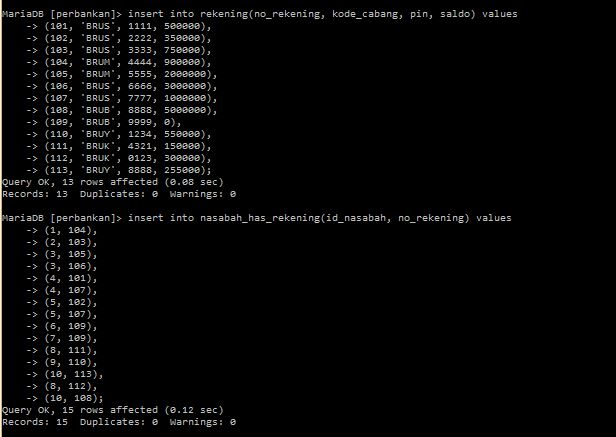 MariaDB [perbankan]> insert into rekening(no_rekening, kode_cabang, pin, saldo) values
    -> (101, 'BRUS', 1111, 500000),
    -> (102, 'BRUS', 2222, 350000),
    -> (103, 'BRUS', 3333, 750000),
    -> (104, 'BRUM', 4444, 900000),
    -> (105, 'BRUM', 5555, 2000000),
    -> (106, 'BRUS', 6666, 3000000),
    -> (107, 'BRUS', 7777, 1000000),
    -> (108, 'BRUB', 8888, 5000000),
    -> (109, 'BRUB', 9999, 0),
    -> (110, 'BRUY', 1234, 550000),
    -> (111, 'BRUK', 4321, 150000),
    -> (112, 'BRUK', 0123, 300000),
    -> (113, 'BRUY', 8888, 255000);
Query OK, 13 rows affected (0.08 sec)
Records: 13  Duplicates: 0  Warnings: 0
MariaDB [perbankan]> insert into nasabah_has_rekening(id_nasabah, no_rekening) values
    -> (1, 104),
    -> (2, 103),
    -> (3, 105),
    -> (3, 106),
    -> (4, 101),
    -> (4, 107),
    -> (5, 102),
    -> (5, 107),
    -> (6, 109),
    -> (7, 109),
    -> (8, 111),
    -> (9, 110),
    -> (10, 113),
    -> (8, 112),
    -> (10, 108);
Query OK, 15 rows affected (0.12 sec)
Records: 15  Duplicates: 0  Warnings: 0